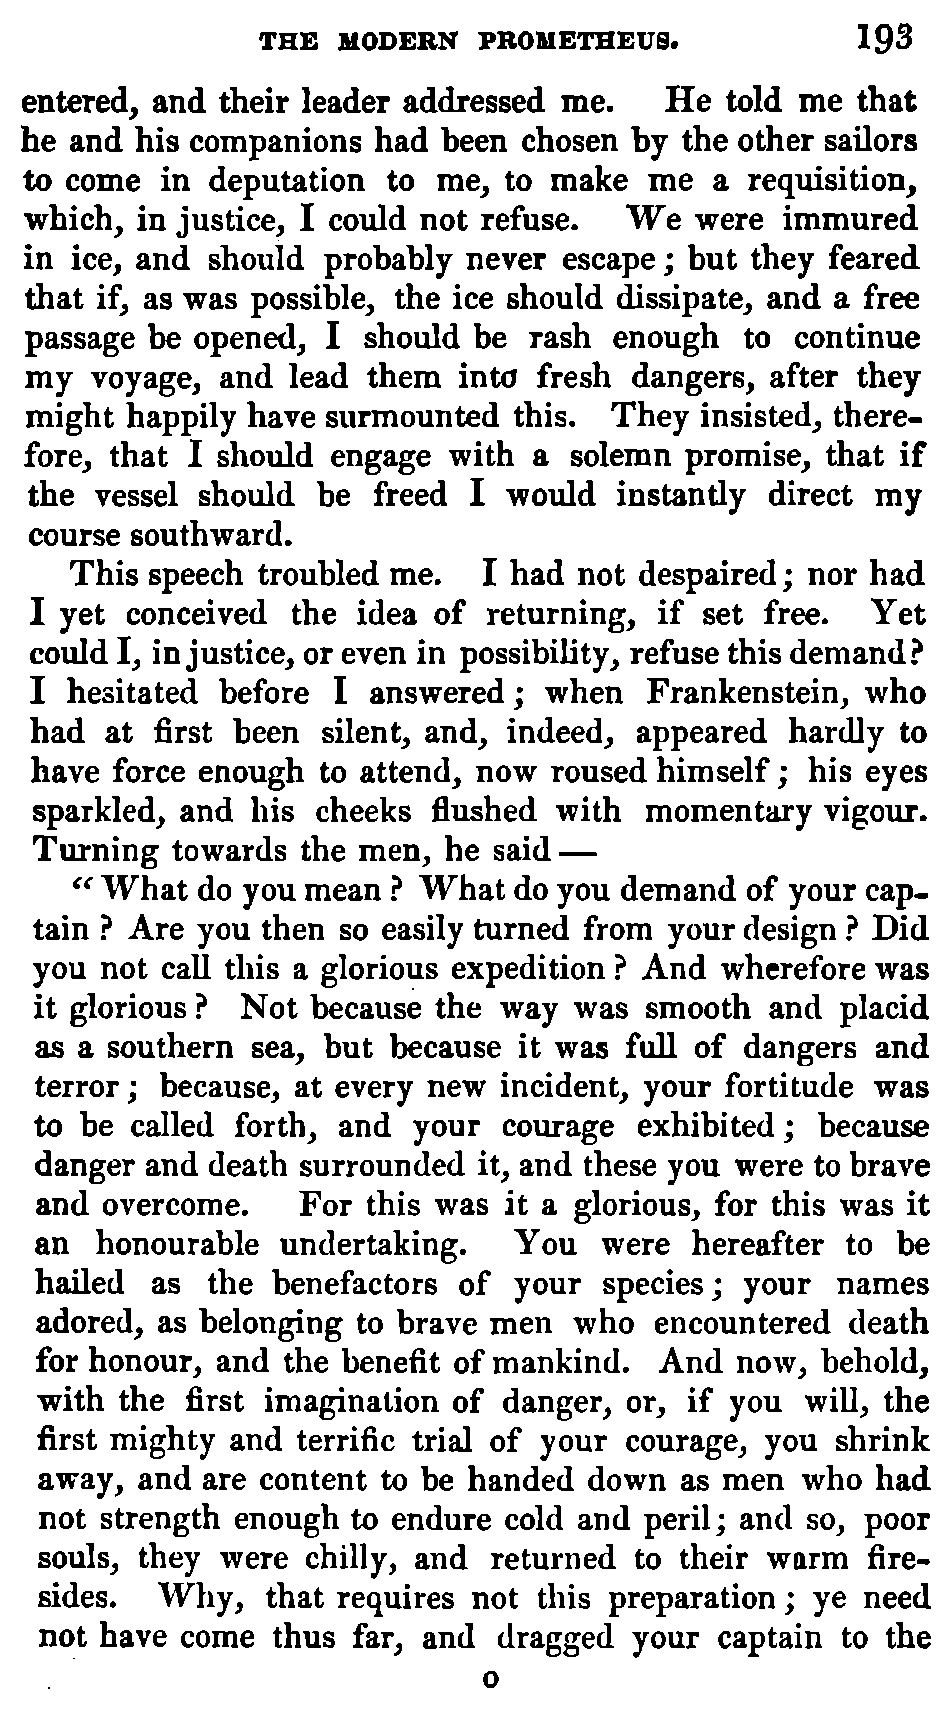 THE MODERN PROMETHEUS. 193
entered, and their leader addressed me. He told me that
he and his companions had been chosen by the other sailors
to come in deputation to me, to make me a requisition,
which, in justice, I could not refuse. We were immured
in ice, and should probably never escape; but they feared
that if, as was possible, the ice should dissipate, and a free
passage be opened, I should be rash enough to continue
my voyage, and lead them into fresh dangers, after they
might happily have surmounted this. They insisted, there-
fore, that I should engage with a solemn promise, that if
the vessel should be freed I would instantly direct my
course southward.
This speech troubled me. I had not despaired; nor had
I yet conceived the idea of returning, if set free. Yet
could I, in justice, or even in possibility, refuse this demand?
I hesitated before I answered; when Frankenstein, who
had at first been silent, and, indeed, appeared hardly to
have force enough to attend, now roused himself; his eyes
sparkled, and his cheeks flushed with momentary vigour.
Turning towards the men, he said —
"What do you mean? What do you demand of your cap-
tain? Are you then so easily turned from your design? Did
you not call this a glorious expedition? And wherefore was
it glorious? Not because the way was smooth and placid
as a southern sea, but because it was full of dangers and
terror; because, at every new incident, your fortitude was
to be called forth, and your courage exhibited; because
danger and death surrounded it, and these you were to brave
and overcome. For this was it a glorious, for this was it
an honourable undertaking. You were hereafter to be
hailed as the benefactors of your species; your names
adored, as belonging to brave men who encountered death
for honour, and the benefit of mankind. And now, behold,
with the first imagination of danger, or, if you will, the
first mighty and terrific trial of your courage, you shrink
away, and are content to be handed down as men who had
not strength enough to endure cold and peril; and so, poor
souls, they were chilly, and returned to their warm fire-
sides. Why, that requires not this preparation; ye need
not have come thus far, and dragged your captain to the
O